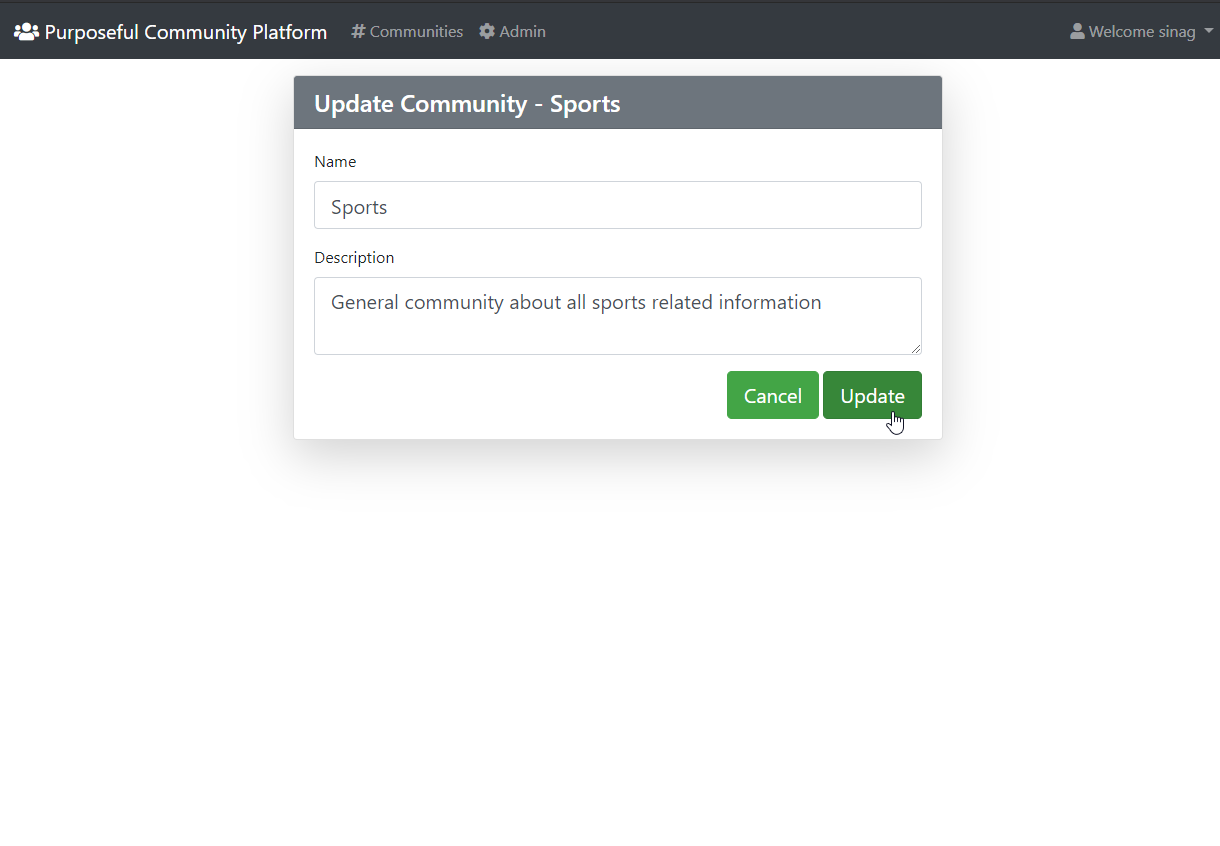 Purposeful Community Platform # Communities Admin Welcome sinag
Update Community - Sports
Name
Sports
Description
General community about all sports related information
Cancel Update